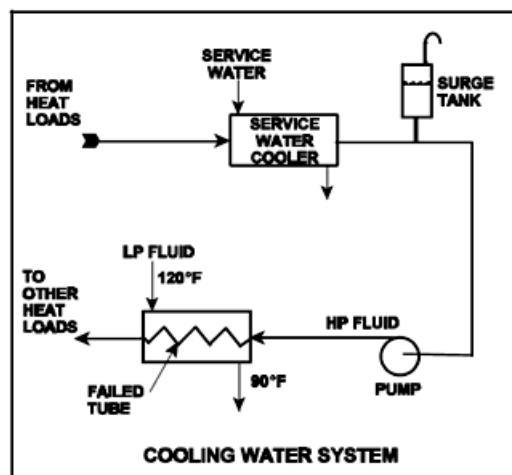 SERVICE
WATER
FROM
HEAT
LOADS
SURGE
TANK
SERVICE
WATER
COOLER
LP FLUID
TO
OTHER
HEAT
LOADS
120°F
HP FLUID
FAILED
TUBE
90°F
PUMP
COOLING WATER SYSTEM